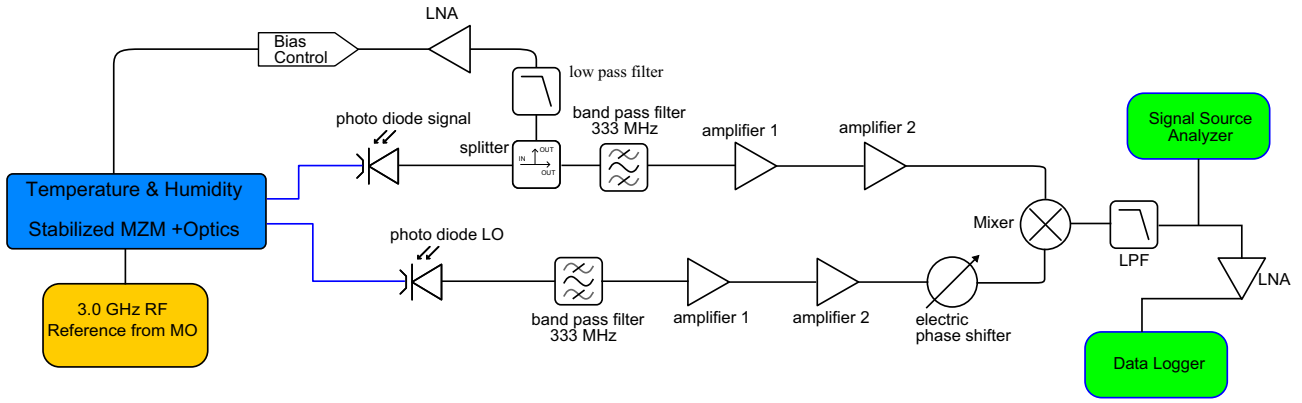 LNA
Bias
Control
low pass filter
photo diode signal
splitter
IN
OUT
OUT
band pass filter
333 MHz
amplifier 1
amplifier 2
Signal Source
Analyzer
Temperature & Humidity
Stabilized MZM +Optics
photo diode LO
Mixer
LPF
LNA
3.0 GHz RF
Reference from MO
band pass filter
333 MHz
amplifier 1
amplifier 2
electric
phase shifter
Data Logger